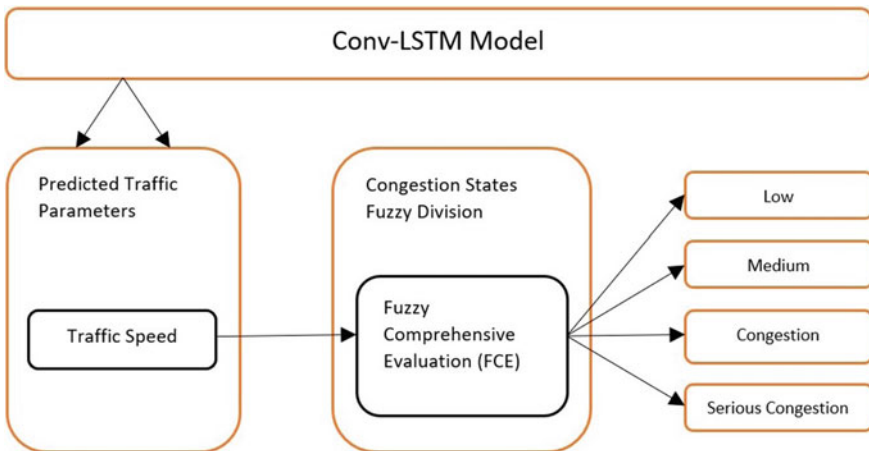 Conv-LSTM Model
Predicted Traffic
Parameters
Traffic Speed
Congestion States
Fuzzy Division
Fuzzy
Comprehensive
Evaluation (FCE)
Low
Medium
Congestion
Serious Congestion